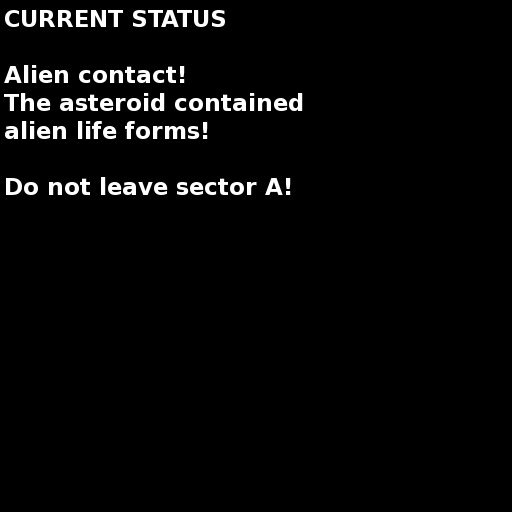 CURRENT STATUS
Alien contact!
The asteroid contained
alien life forms!
Do not leave sector A!